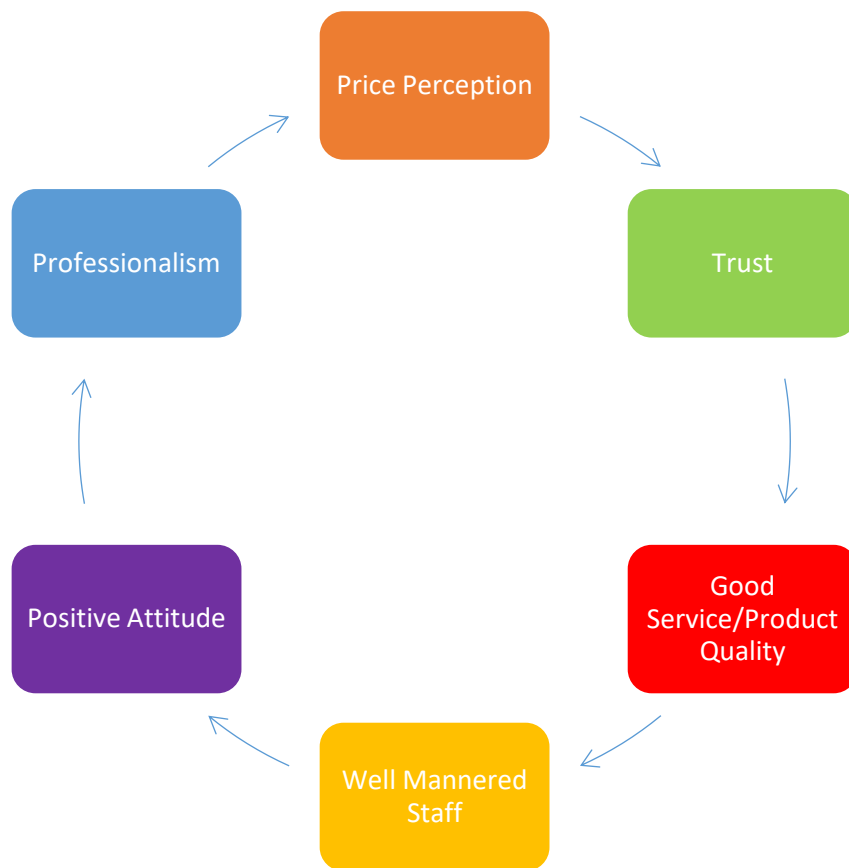 Price Perception
Trust
Good
Service/Product
Quality
Well Mannered
Staff
Positive Attitude
Professionalism